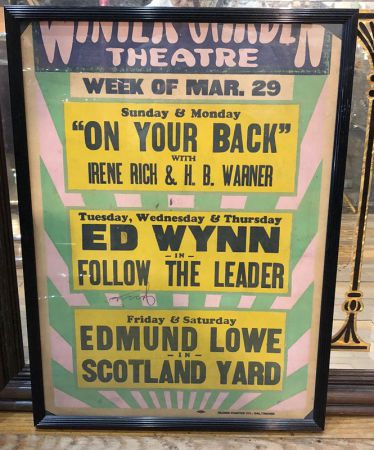 WINTER GARDEN
THEATRE
WEEK OF MAR. 29
Sunday & Monday
"ON YOUR BACK"
WITH
IRENE RICH & H. B. WARNER
Tuesday, Wednesday & Thursday
ED WYNN
- IN -
FOLLOW THE LEADER
Friday & Saturday
EDMUND LOWE
- in -
SCOTLAND YARD